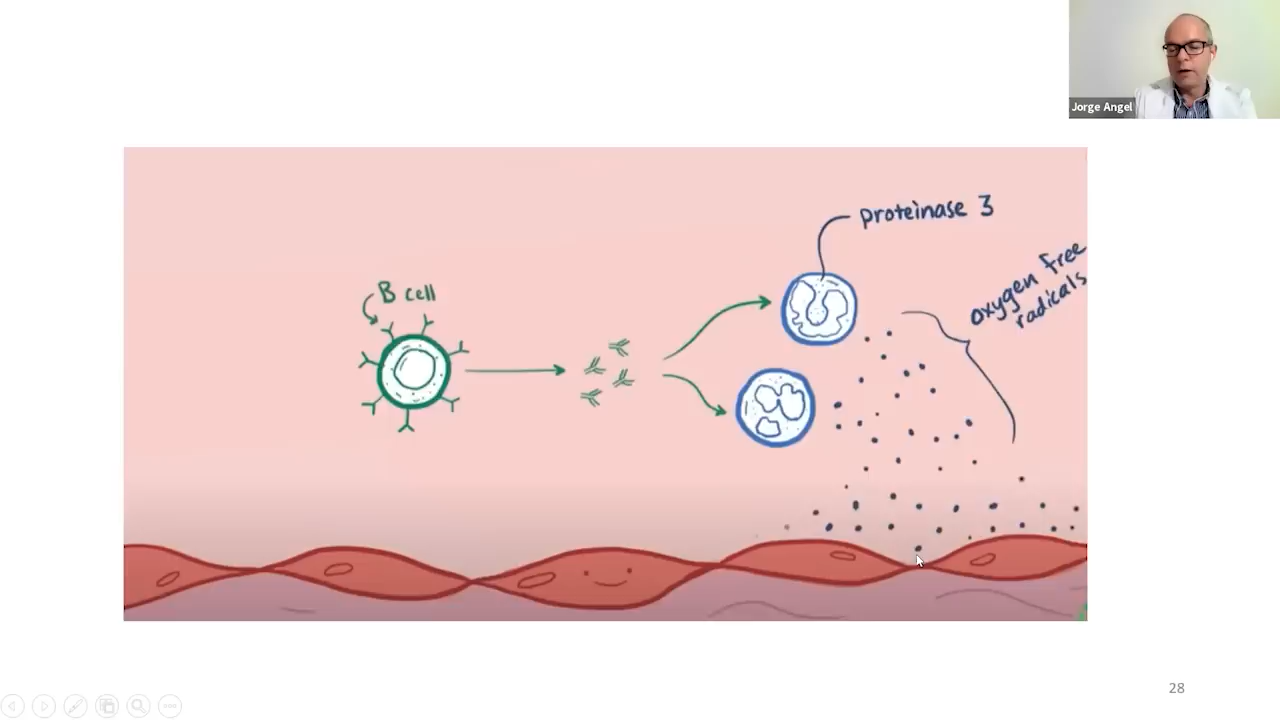 Jorge Angel
proteinase 3
oxygen free
radicals
B cell
28